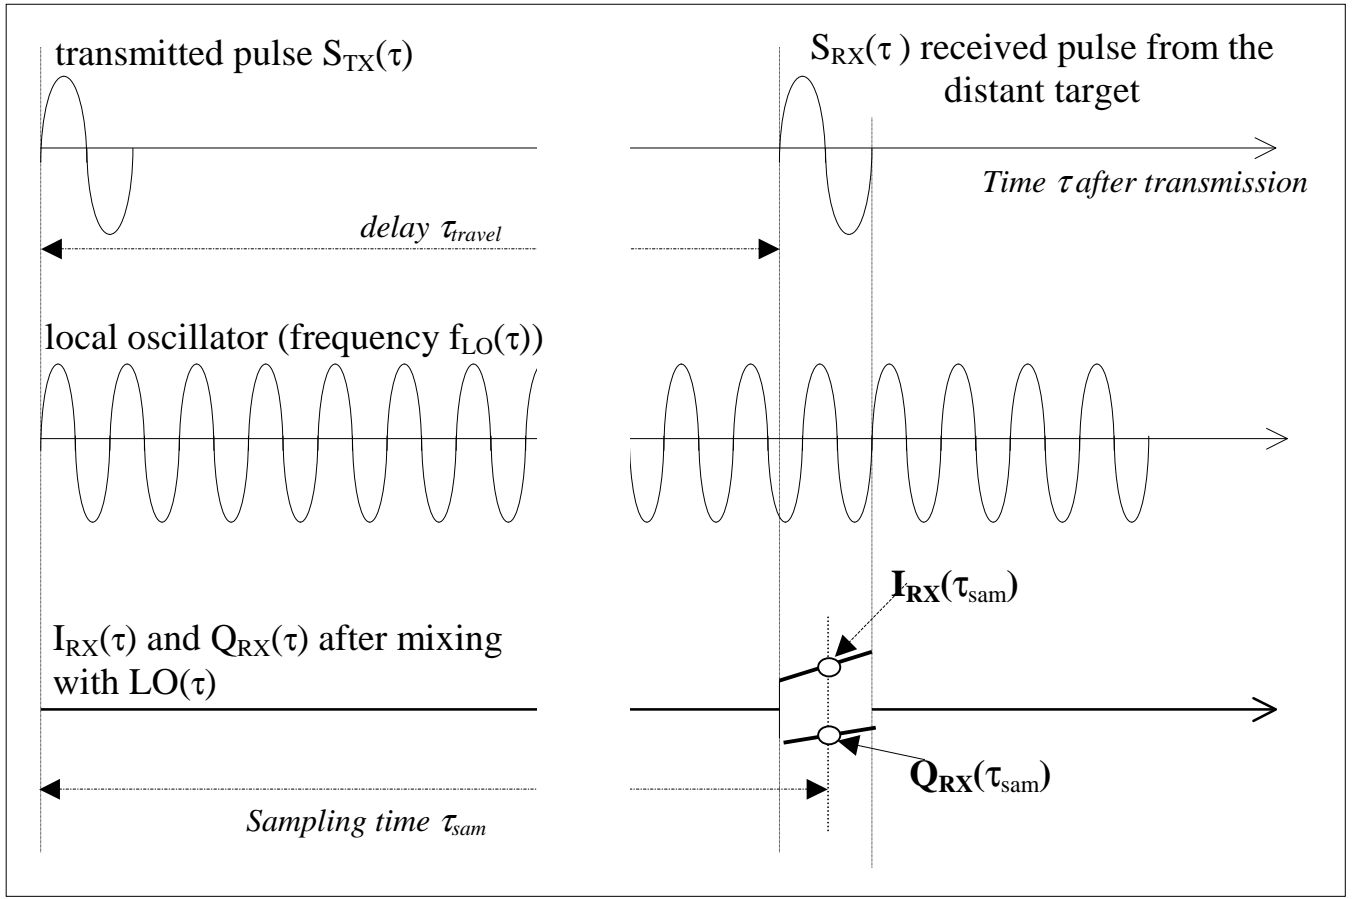 transmitted pulse S_TX(τ)
S_RX(τ ) received pulse from the
distant target
Time τ after transmission
delay τ_travel
local oscillator (frequency f_LO(τ))
I_RX(τ_sam)
I_RX(τ) and Q_RX(τ) after mixing
with LO(τ)
Q_RX(τ_sam)
Sampling time τ_sam